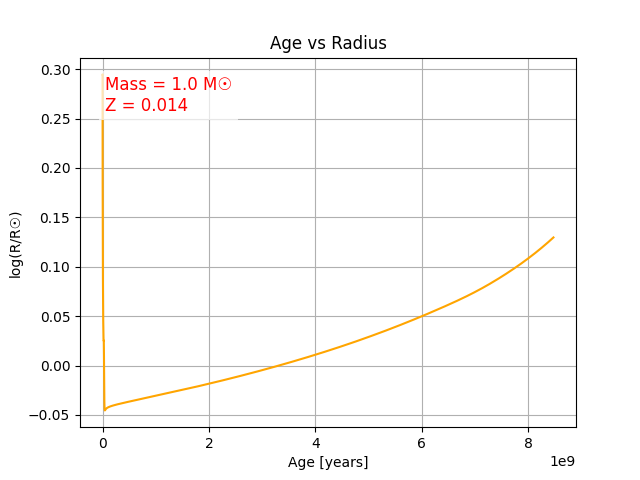 Age vs Radius
Mass = 1.0 M☉
Z = 0.014
log(R/R☉)
0.30
0.25
0.20
0.15
0.10
0.05
0.00
−0.05
0 2 4 6 8
1e9
Age [years]